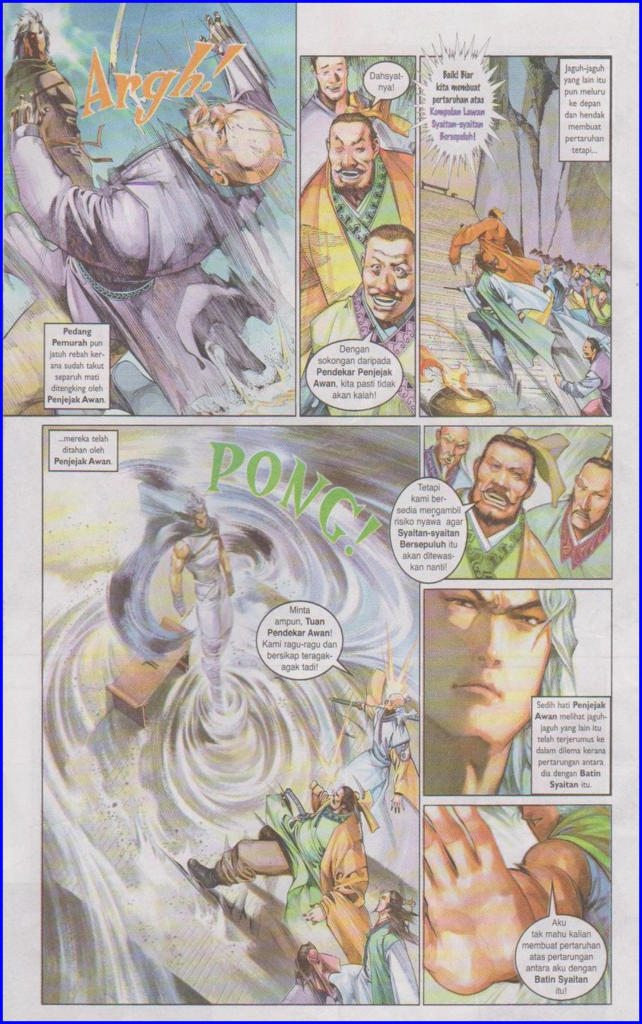 Argh!
Pedang
Pemurah pun
jatuh rebah ker-
ana sudah takut
separuh mati
ditengking oleh
Penjejak Awan.
Dahsyat-
nya!
Dengan
sokongan daripada
Pendekar Penjejak
Awan, kita pasti tidak
akan kalah!
Baik! Biar
kita membuat
pertaruhan atas
Kumpulan Lawan
Syaitan-syaitan
Bersepuluh!
Jaguh-jaguh
yang lain itu
pun meluru
ke depan
dan hendak
membuat
pertaruhan
tetapi...
...mereka telah
ditahan oleh
Penjejak Awan.
PONG!
Minta
ampun, Tuan
Pendekar Awan!
Kami ragu-ragu dan
bersikap teragak-
agak tadi!
Tetapi
kami ber-
sedia mengambil
risiko nyawa agar
Syaitan-syaitan
Bersepuluh itu
akan ditewas-
kan nanti!
Sedih hati Penjejak
Awan melihat jaguh-
jaguh yang lain itu
telah terjerumus ke
dalam dilema kerana
pertarungan antara
dia dengan Batin
Syaitan itu.
Aku
tak mahu kalian
membuat pertaruhan
atas pertarungan
antara aku dengan
Batin Syaitan
itu!